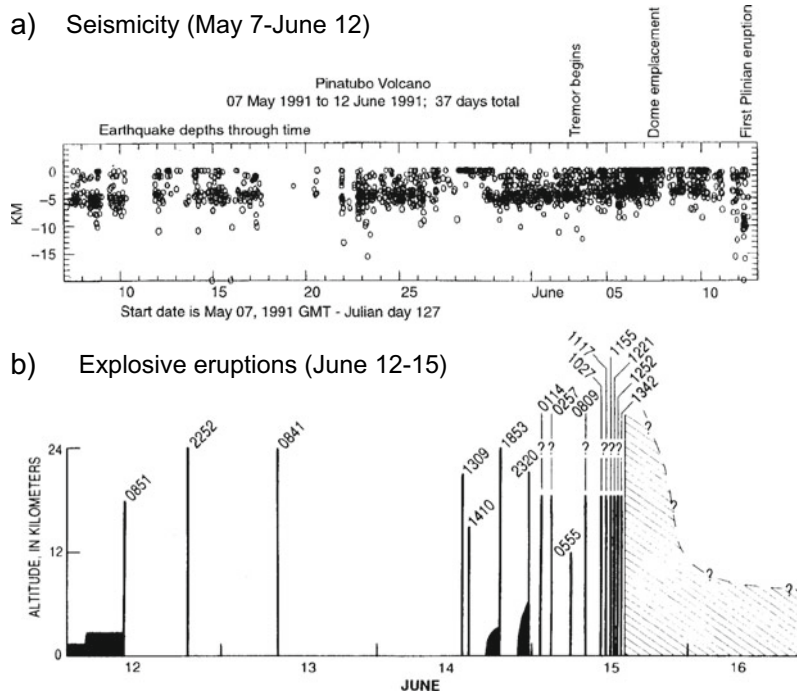 a) Seismicity (May 7-June 12)
Pinatubo Volcano
07 May 1991 to 12 June 1991; 37 days total
Earthquake depths through time
Tremor begins
Dome emplacement
First Plinian eruption
KM
0
−5
−10
−15
10 15 20 25 June 05 10
Start date is May 07, 1991 GMT - Julian day 127
b) Explosive eruptions (June 12-15)
ALTITUDE, IN KILOMETERS
24
12
0
0851
2252
0841
1309
1410
1853
2320
0114
0257
0555
0809
1027
1117
1155
1221
1252
1342
? ? ? ? ? ?
? ? ? ?
12 13 14 15 16
JUNE